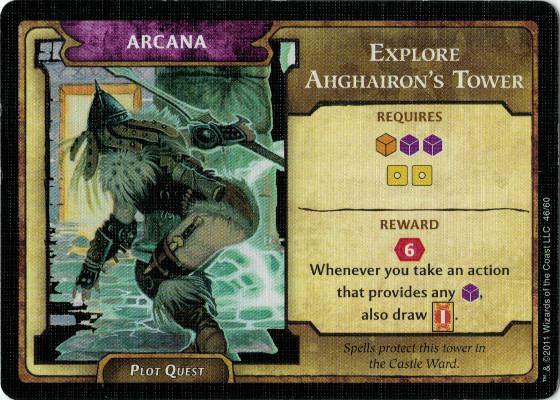 ARCANA
EXPLORE
AHGHAIRON'S TOWER
REQUIRES
REWARD
6
Whenever you take an action
that provides any ,
also draw I .
Spells protect this tower in
the Castle Ward.
PLOT QUEST
™ & ©2011 Wizards of the Coast LLC 46/60